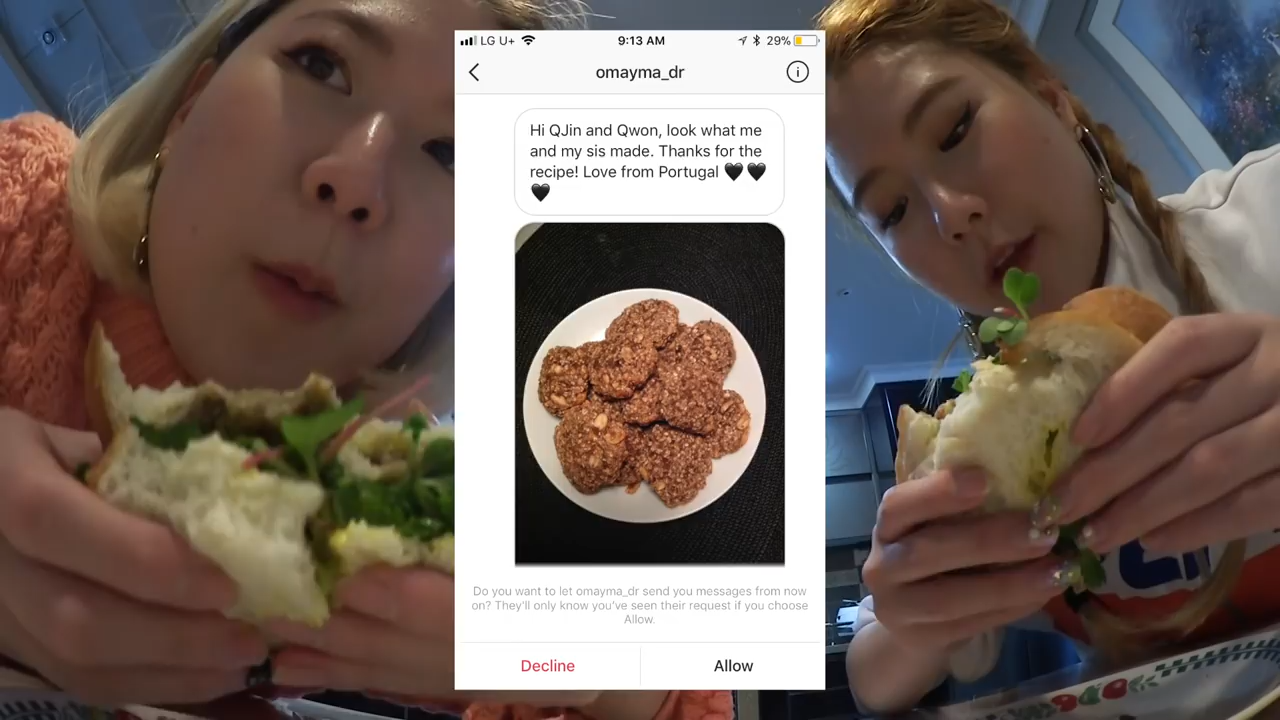 LG U+ 9:13 AM 29%
omayma_dr
Hi QJin and Qwon, look what me
and my sis made. Thanks for the
recipe! Love from Portugal 🖤 🖤
🖤
Do you want to let omayma_dr send you messages from now
on? They'll only know you've seen their request if you choose
Allow.
Decline Allow